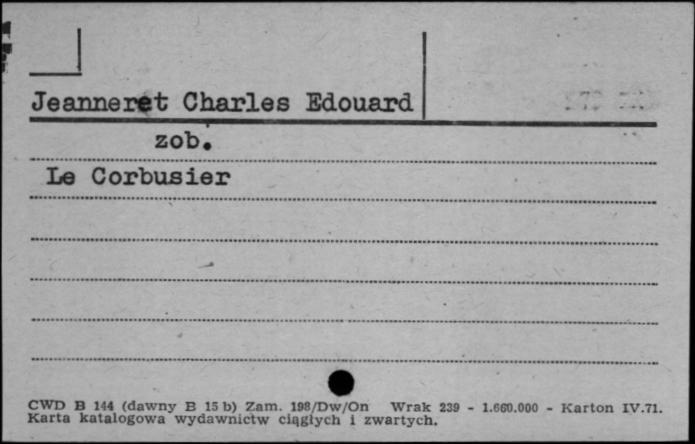 Jeanneret Charles Edouard
zob.
Le Corbusier
CWD B 144 (dawny B 15 b) Zam. 198/Dw/On Wrak 239 - 1.660.000 - Karton IV.71.
Karta katalogowa wydawnictw ciągłych i zwartych.